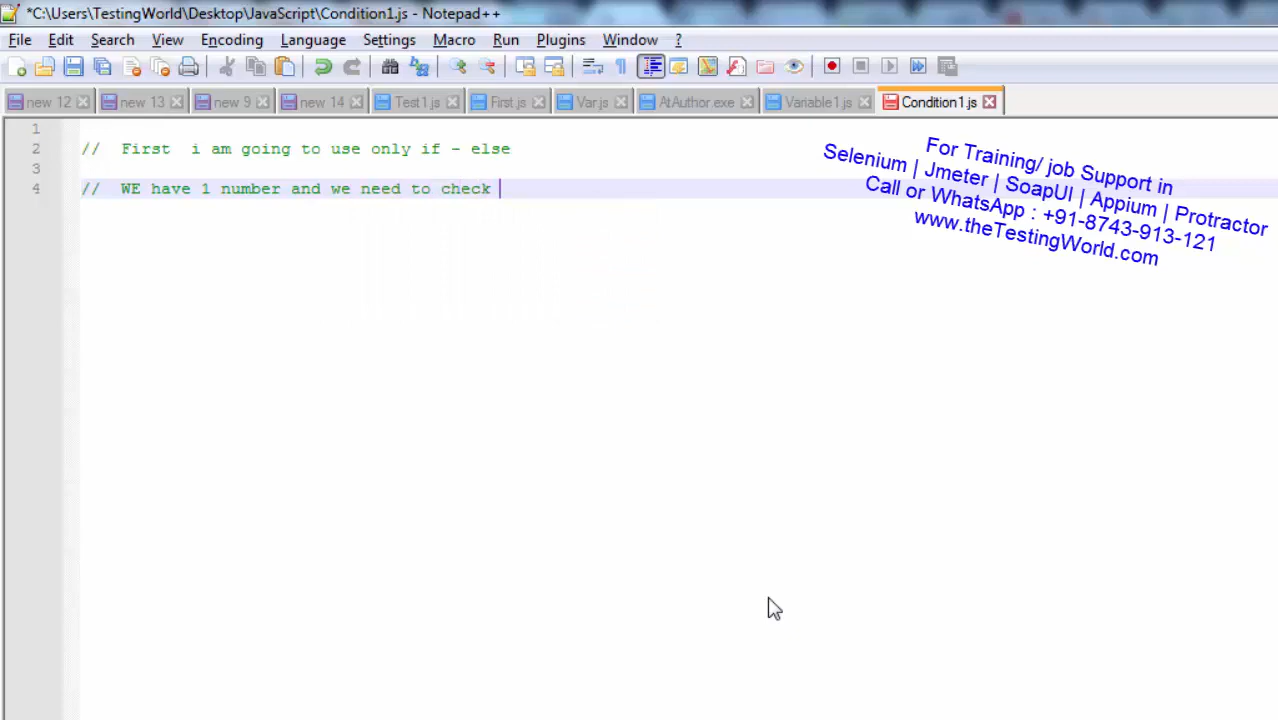 *C:\Users\TestingWorld\Desktop\JavaScript\Condition1.js - Notepad++
File Edit Search View Encoding Language Settings Macro Run Plugins Window ?
new 12 new 13 new 9 new 14 Test1.js First.js Var.js AtAuthor.exe Variable1.js Condition1.js
1
2 // First i am going to use only if - else
3
4 // WE have 1 number and we need to check
For Training/ job Support in
Selenium | Jmeter | SoapUI | Appium | Protractor
Call or WhatsApp : +91-8743-913-121
www.theTestingWorld.com